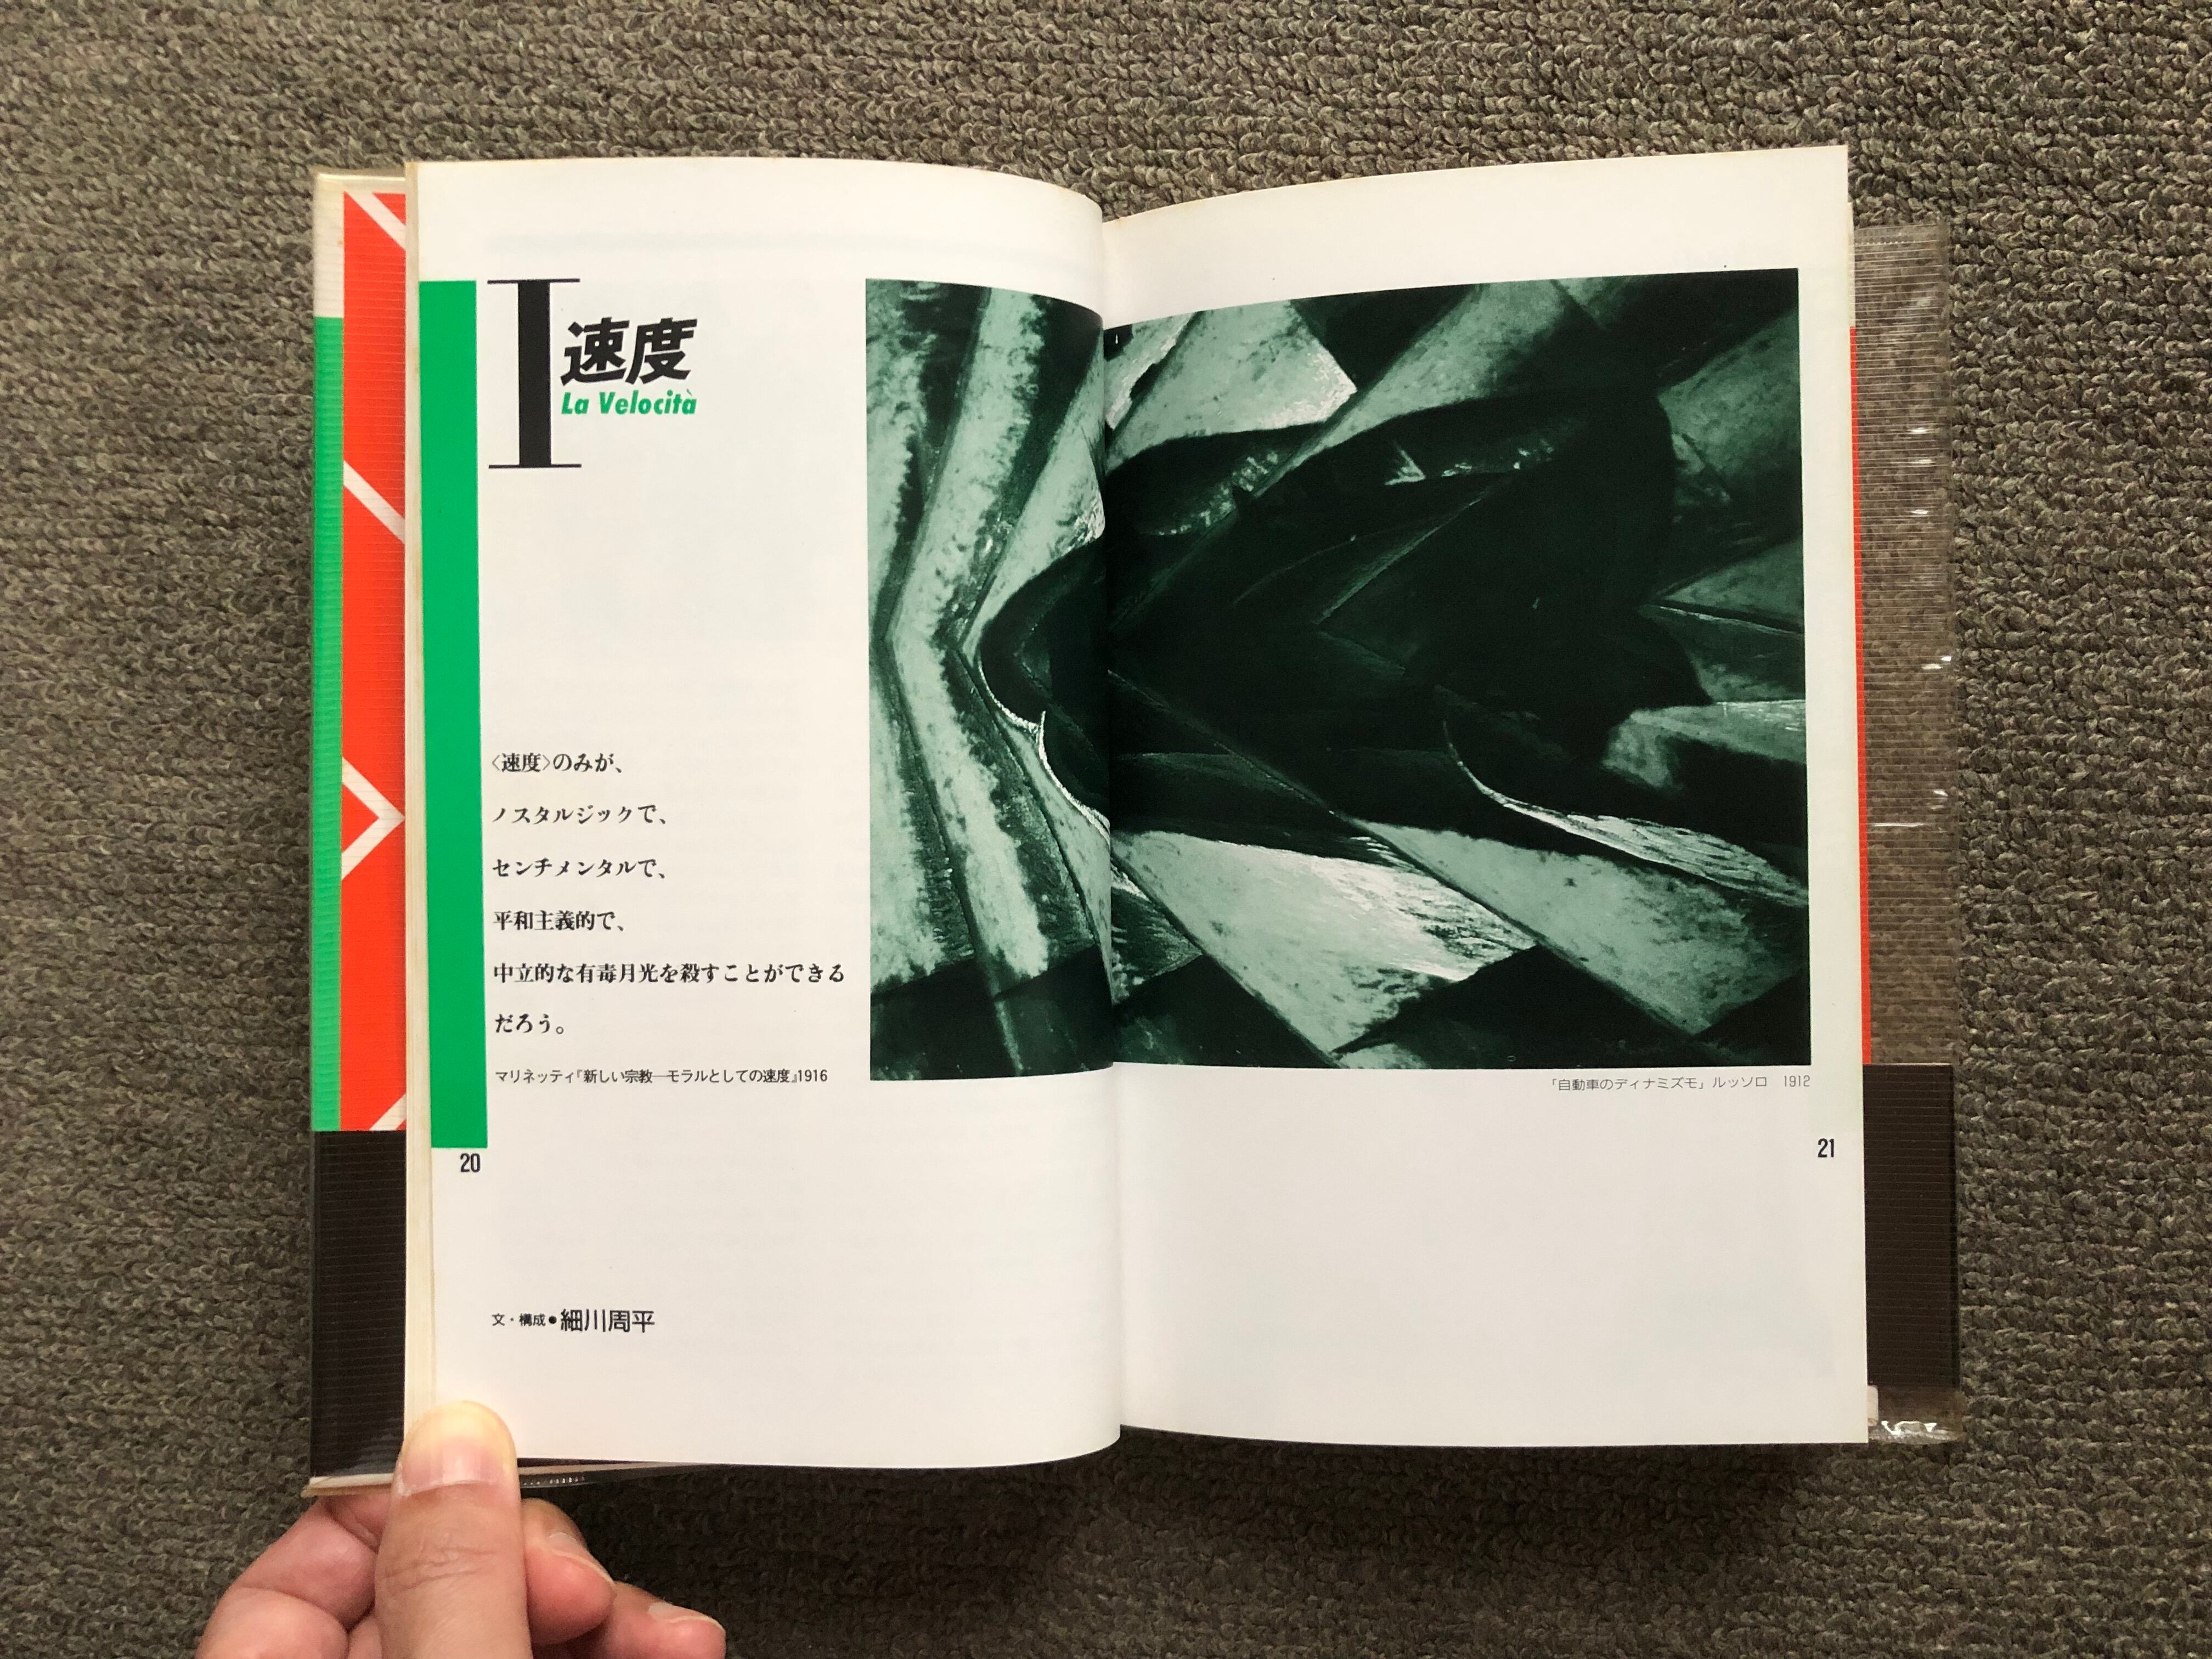 I
速度
La Velocità
〈速度〉のみが、
ノスタルジックで、
センチメンタルで、
平和主義的で、
中立的な有毒月光を殺すことができる
だろう。
マリネッティ『新しい宗教―モラルとしての速度』1916
20
文・構成●細川周平
「自動車のディナミズモ」ルッソロ 1912
21